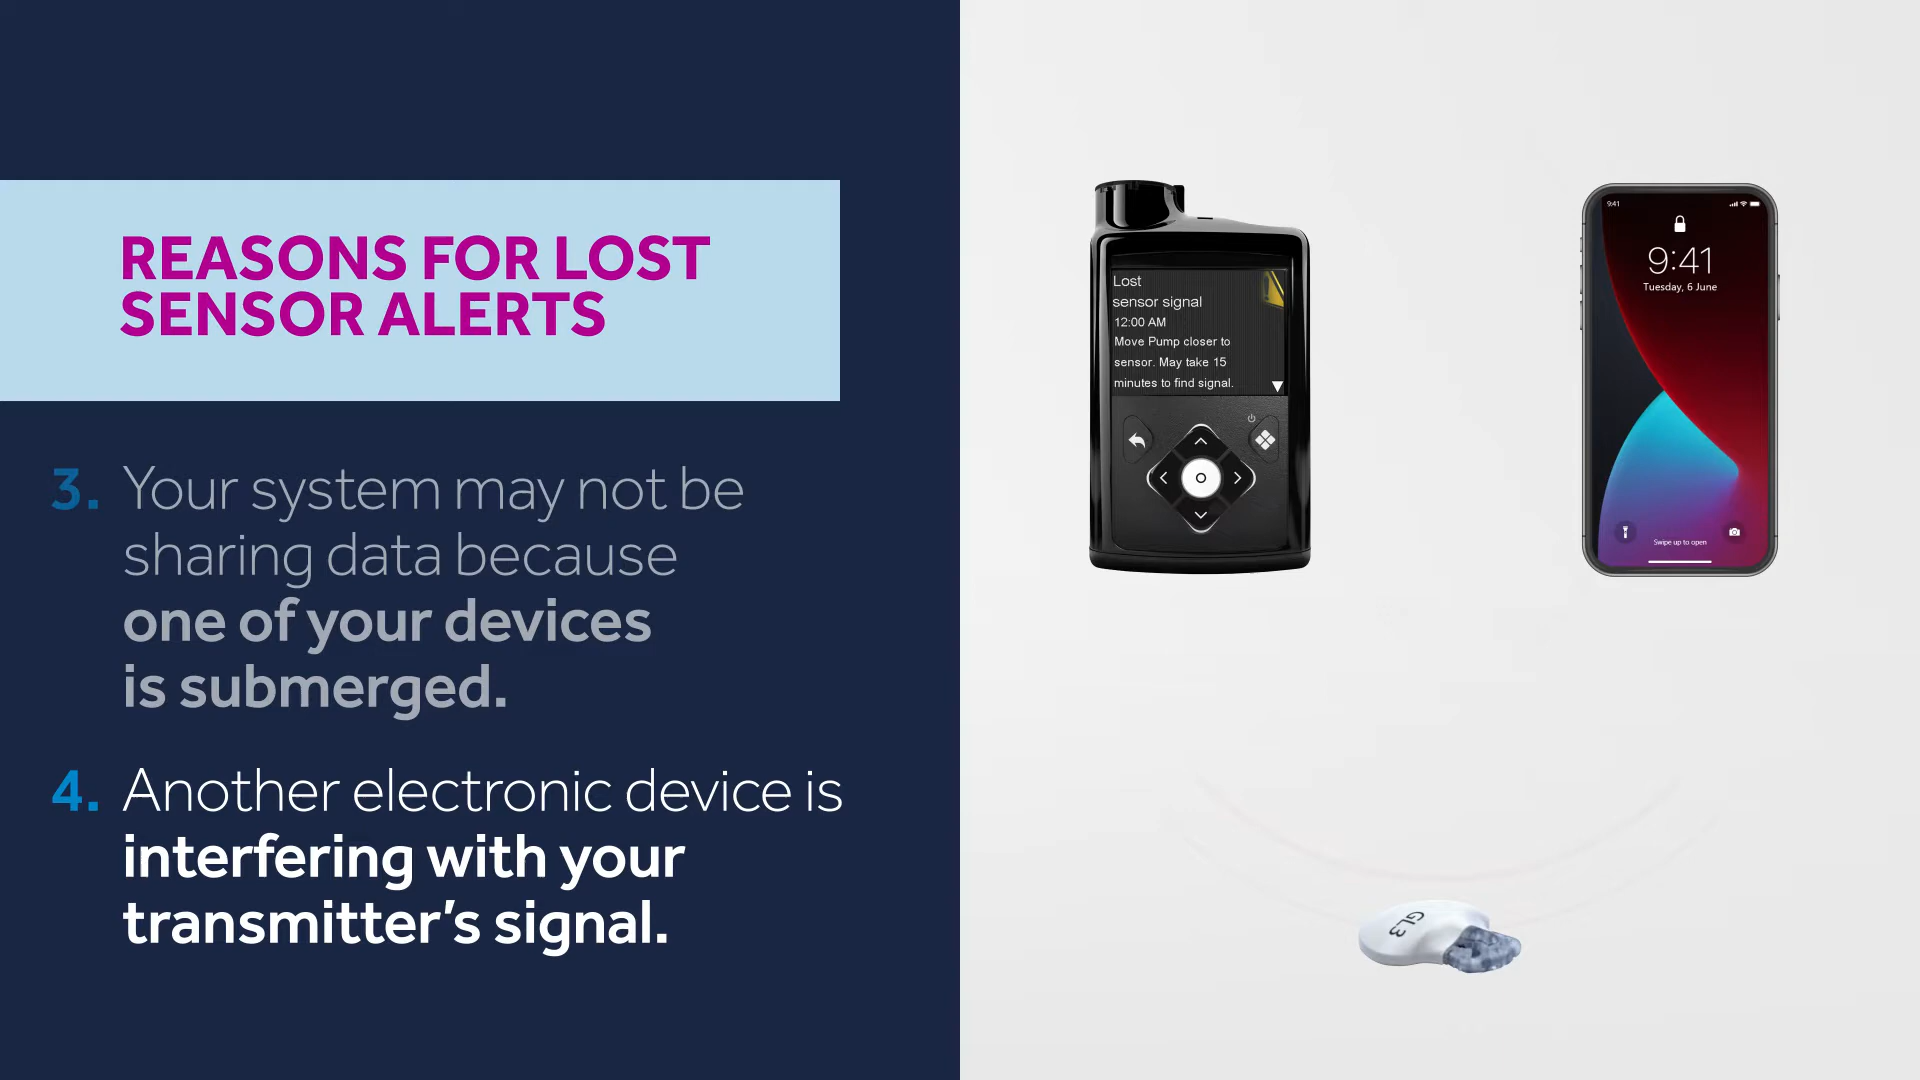 REASONS FOR LOST
SENSOR ALERTS
3. Your system may not be
sharing data because
one of your devices
is submerged.
4. Another electronic device is
interfering with your
transmitter’s signal.
Lost
sensor signal
12:00 AM
Move Pump closer to
sensor. May take 15
minutes to find signal.
9:41
9:41
Tuesday, 6 June
Swipe up to open
GL3